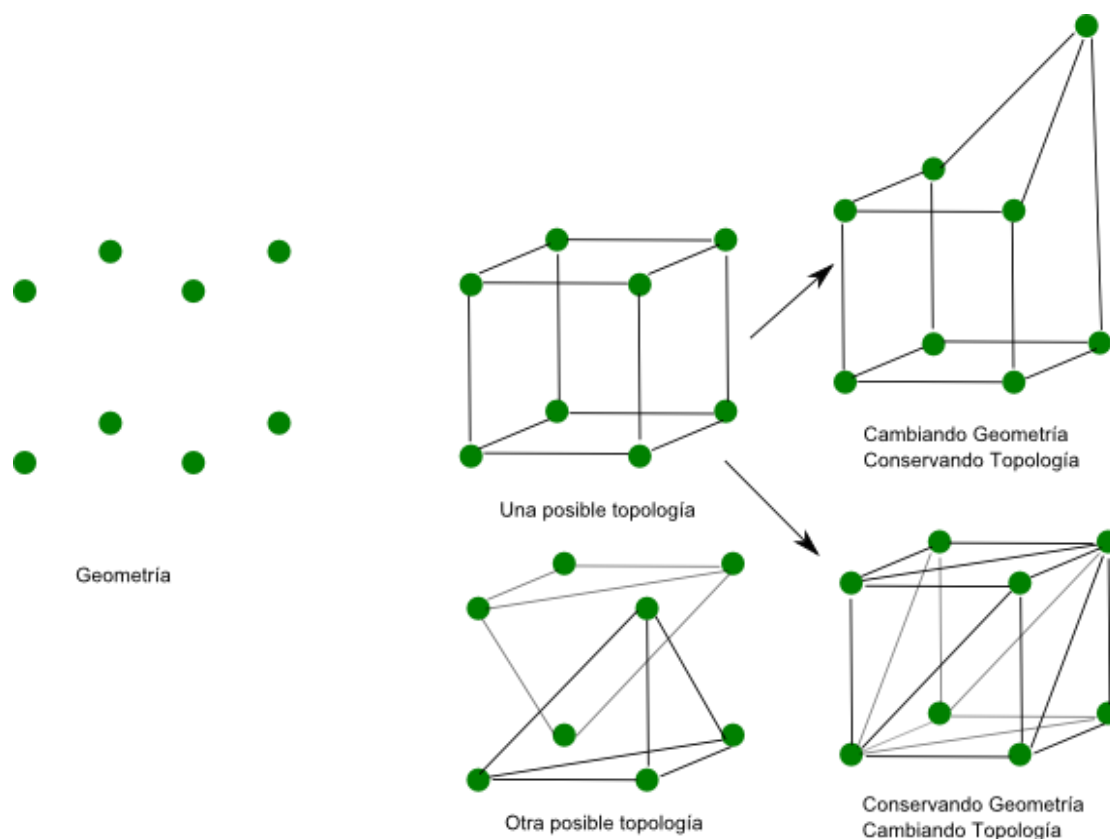 Geometría
Una posible topología
Cambiando Geometría
Conservando Topología
Otra posible topología
Conservando Geometría
Cambiando Topología